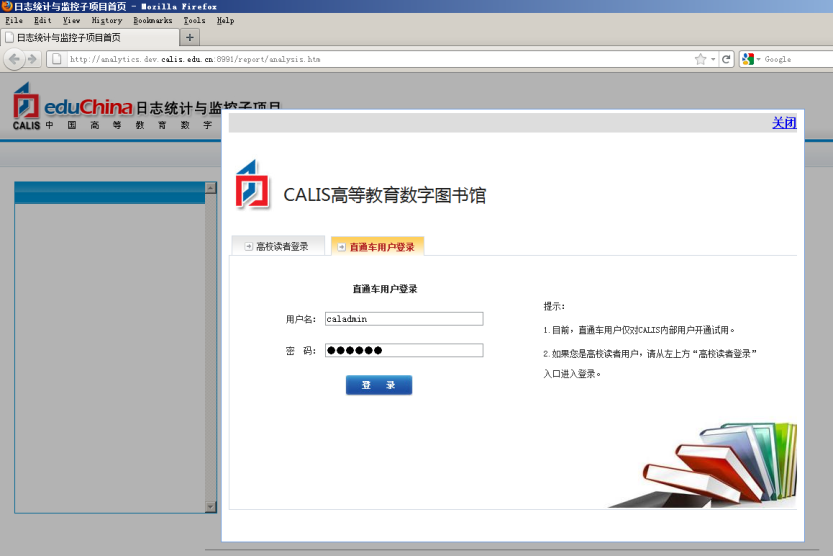 日志统计与监控子项目首页 - Mozilla Firefox
File Edit View History Bookmarks Tools Help
日志统计与监控子项目首页
http://analytics.dev.calis.edu.cn:8991/report/analysis.htm
Google
eduChina日志统计与监控子项目
CALIS 中 国 高 等 教 育 数 字
关闭
CALIS高等教育数字图书馆
高校读者登录
直通车用户登录
直通车用户登录
用户名: caladmin
密 码: ●●●●●●
登 录
提示:
1.目前,直通车用户仅对CALIS内部用户开通试用。
2.如果您是高校读者用户,请从左上方“高校读者登录”
入口进入登录。